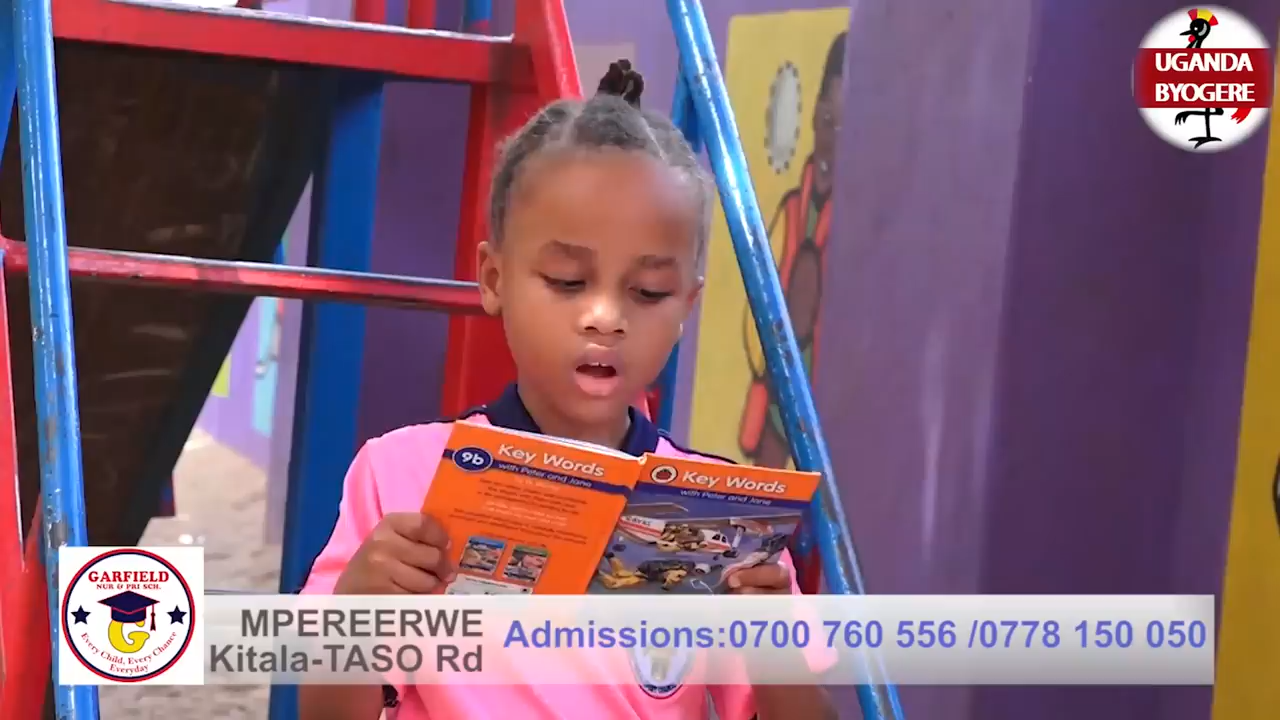 UGANDA
BYOGERE
9b
Key Words
with Peter and Jane
Key Words
with Peter and Jane
GARFIELD
NUR & PRI SCH.
G
Every Child, Every Chance
Everyday
MPEREERWE
Kitala-TASO Rd
Admissions:0700 760 556 /0778 150 050